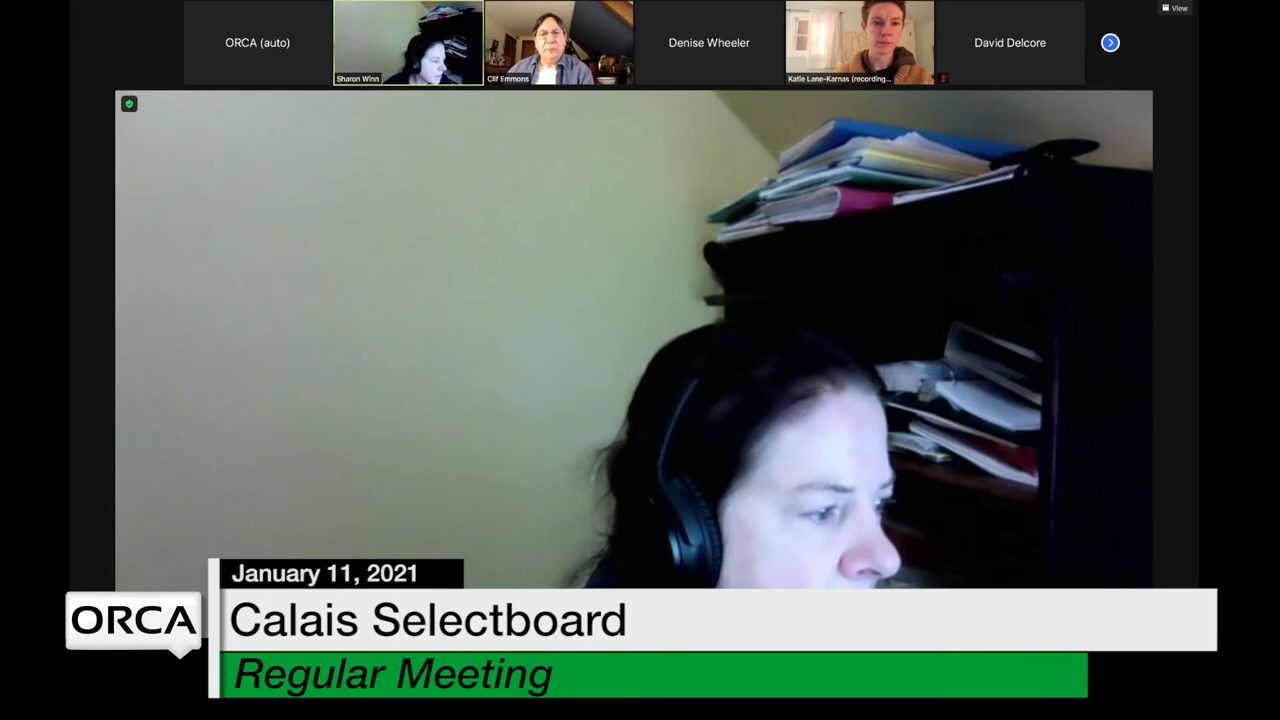 View
ORCA (auto)
Sharon Winn
Clif Emmons
Denise Wheeler
Katie Lane-Karnas (recording...
David Delcore
January 11, 2021
ORCA
Calais Selectboard
Regular Meeting